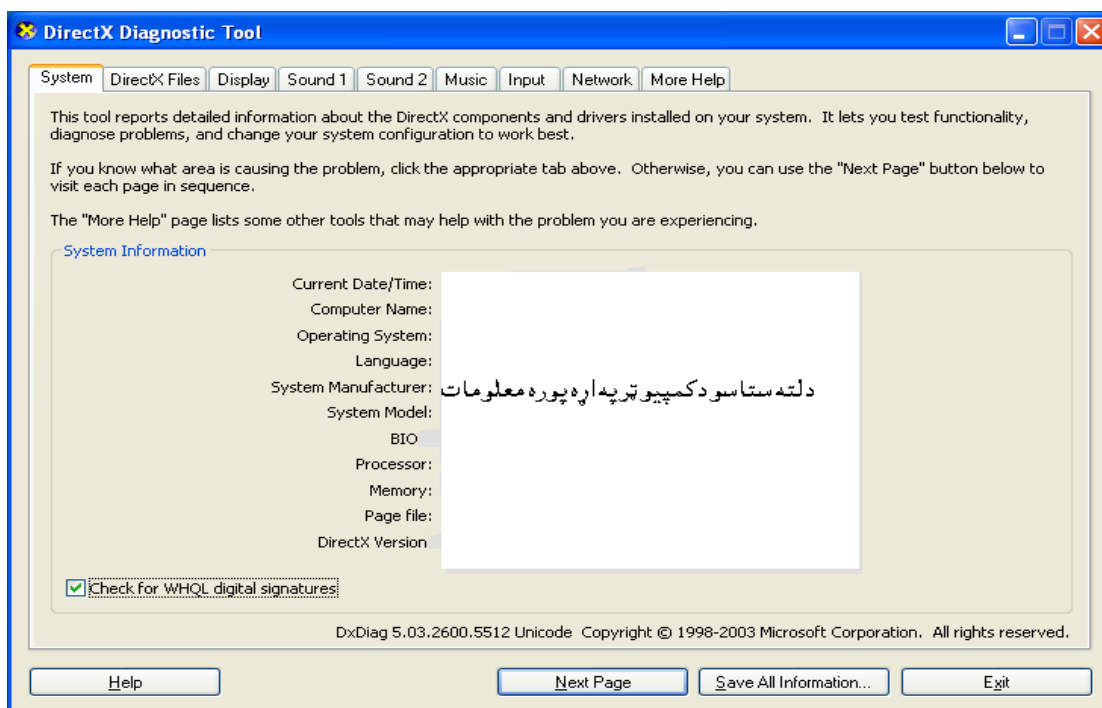 DirectX Diagnostic Tool
System DirectX Files Display Sound 1 Sound 2 Music Input Network More Help
This tool reports detailed information about the DirectX components and drivers installed on your system. It lets you test functionality,
diagnose problems, and change your system configuration to work best.
If you know what area is causing the problem, click the appropriate tab above. Otherwise, you can use the "Next Page" button below to
visit each page in sequence.
The "More Help" page lists some other tools that may help with the problem you are experiencing.
System Information
Current Date/Time:
Computer Name:
Operating System:
Language:
System Manufacturer:
دلته ستاسو د کمپیوټر په اړه پوره معلومات
System Model:
BIO
Processor:
Memory:
Page file:
DirectX Version
Check for WHQL digital signatures
DxDiag 5.03.2600.5512 Unicode Copyright © 1998-2003 Microsoft Corporation. All rights reserved.
Help Next Page Save All Information... Exit